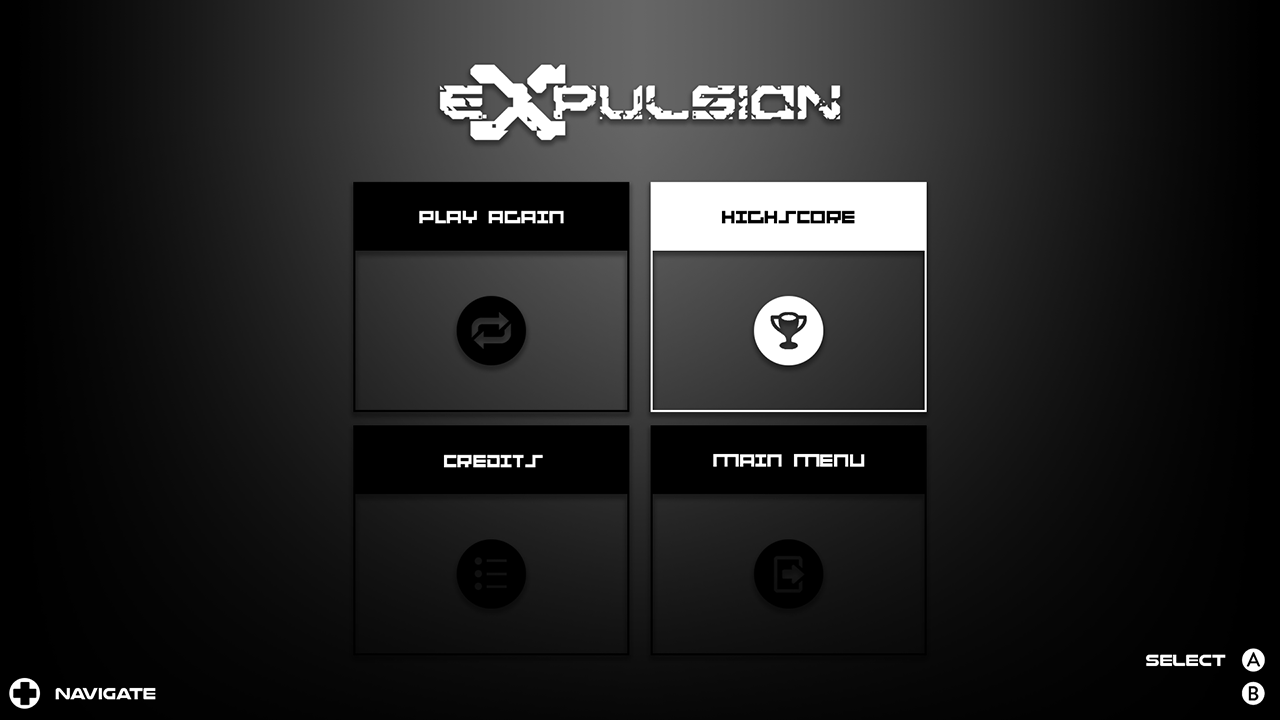 EXPULSION
PLAY AGAIN
HIGHSCORE
CREDITS
MAIN MENU
SELECT A
NAVIGATE
B